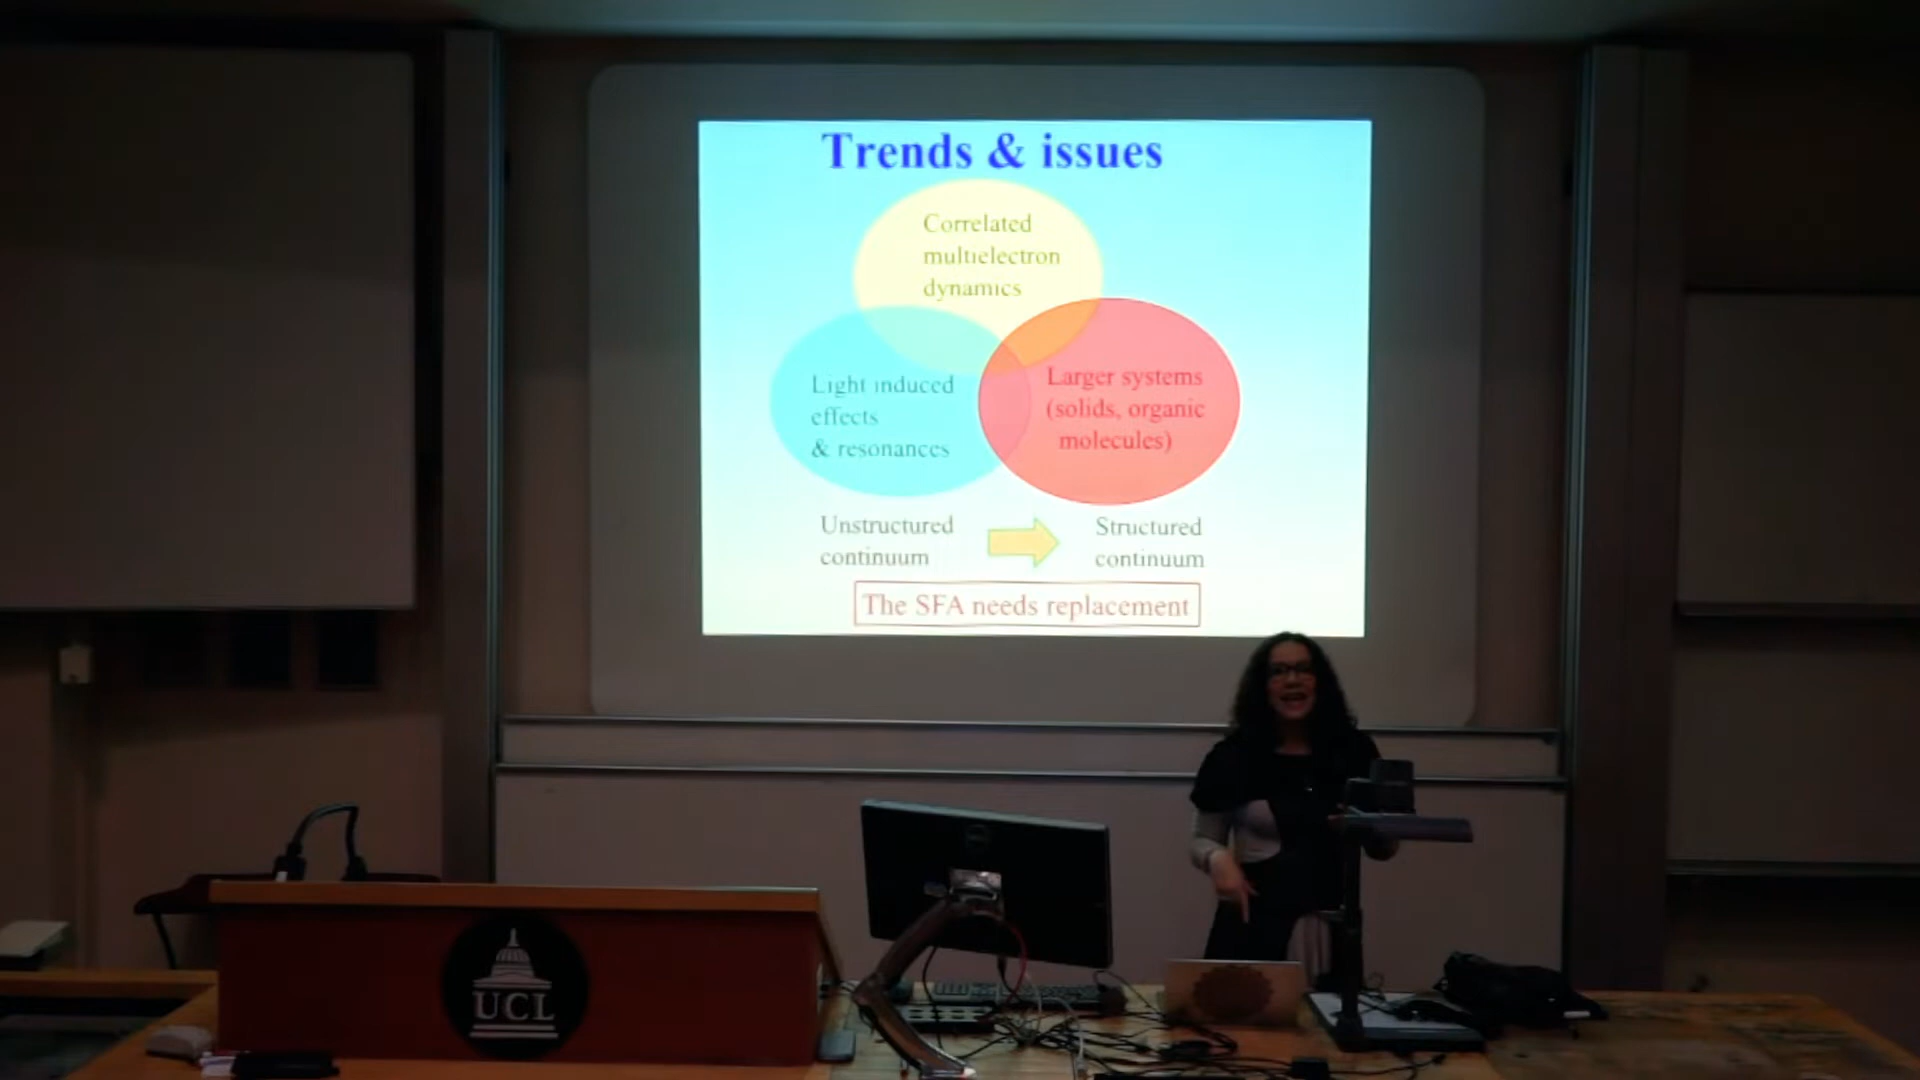 Trends & issues
Correlated
multielectron
dynamics
Light induced
effects
& resonances
Larger systems
(solids, organic
molecules)
Unstructured
continuum
Structured
continuum
The SFA needs replacement
UCL